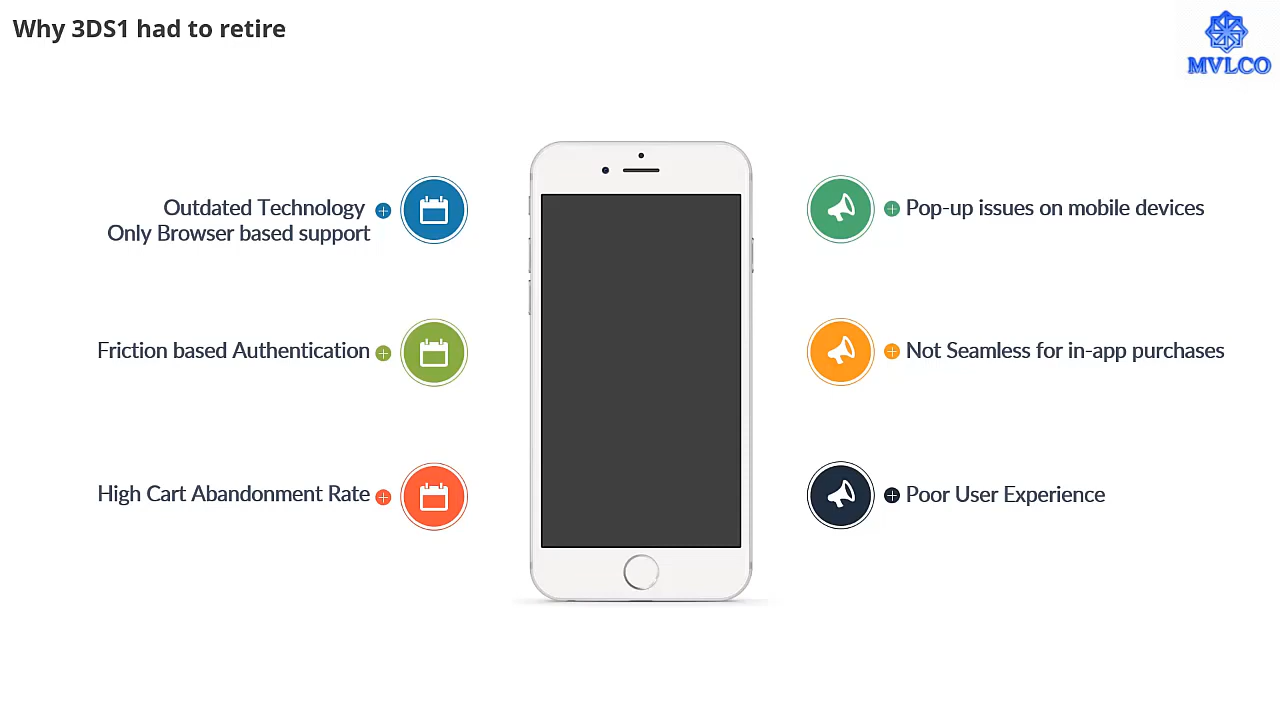 Why 3DS1 had to retire
MVLCO
Outdated Technology
Only Browser based support
Friction based Authentication
High Cart Abandonment Rate
Pop-up issues on mobile devices
Not Seamless for in-app purchases
Poor User Experience